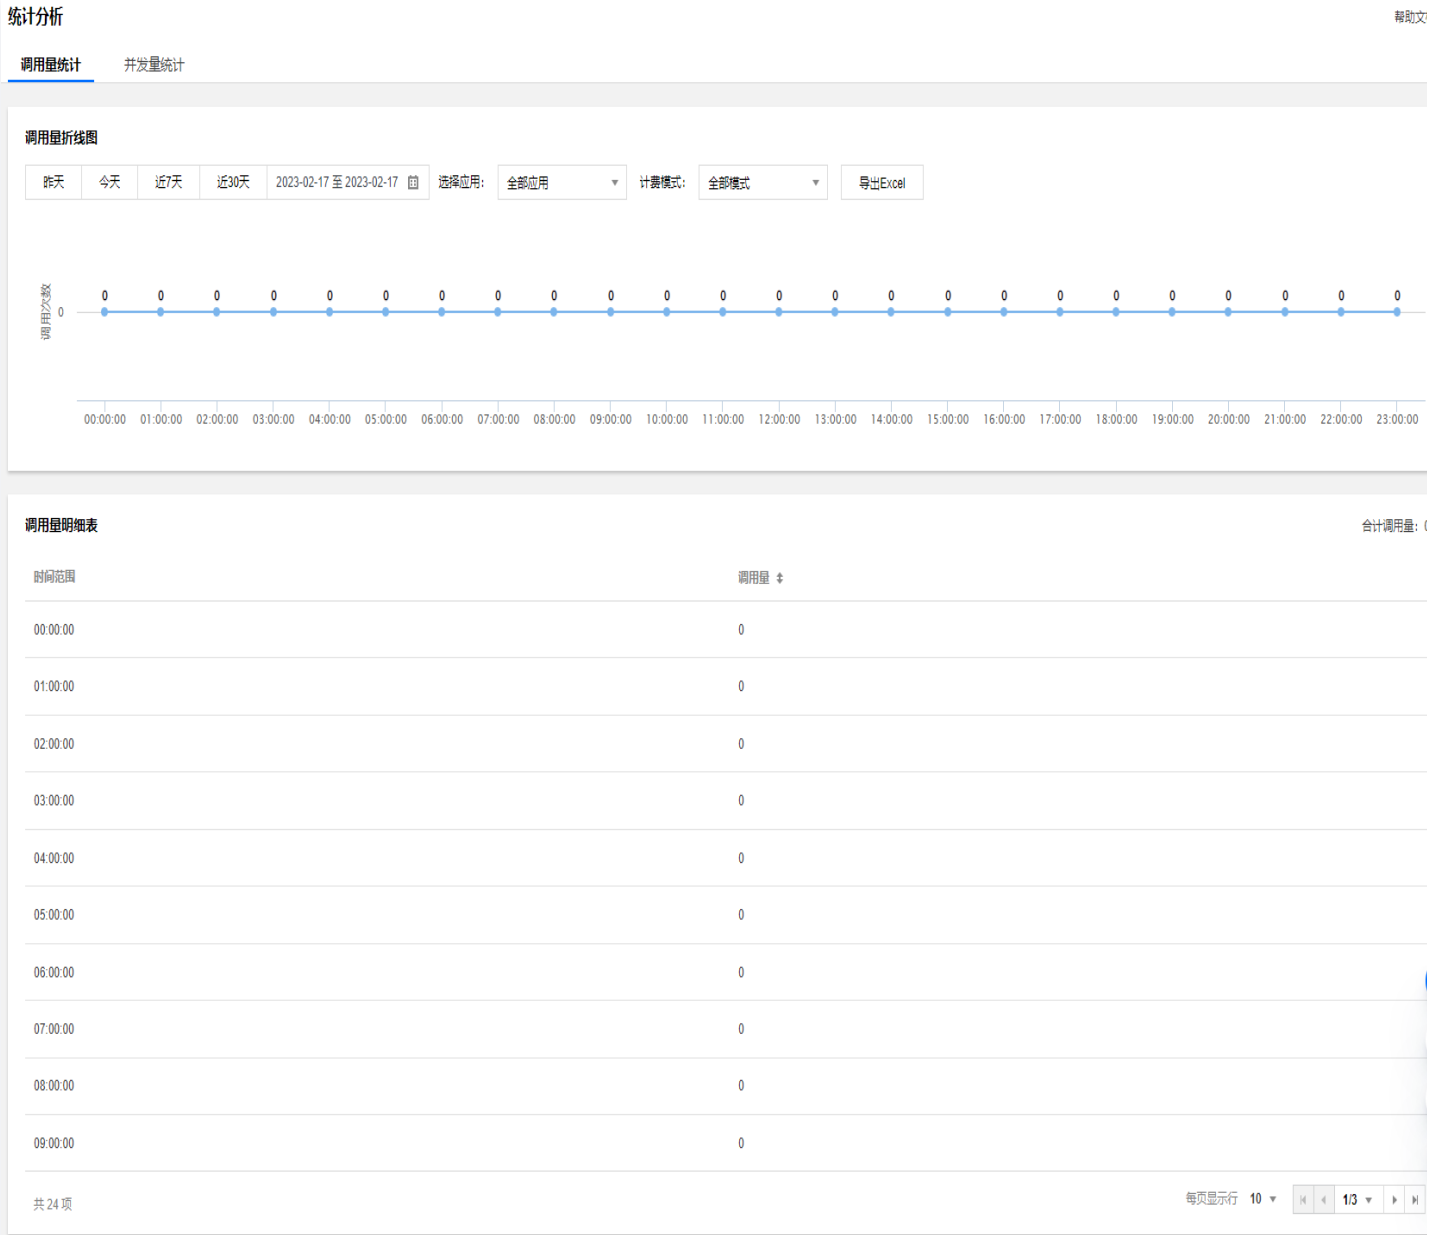 统计分析
帮助文
调用量统计 并发量统计
调用量折线图
昨天 今天 近7天 近30天 2023-02-17 至 2023-02-17 选择应用： 全部应用 计费模式： 全部模式 导出Excel
0 0 0 0 0 0 0 0 0 0 0 0 0 0 0 0 0 0 0 0 0 0 0 0
调用次数
0
00:00:00 01:00:00 02:00:00 03:00:00 04:00:00 05:00:00 06:00:00 07:00:00 08:00:00 09:00:00 10:00:00 11:00:00 12:00:00 13:00:00 14:00:00 15:00:00 16:00:00 17:00:00 18:00:00 19:00:00 20:00:00 21:00:00 22:00:00 23:00:00
调用量明细表 合计调用量：
时间范围 调用量
00:00:00 0
01:00:00 0
02:00:00 0
03:00:00 0
04:00:00 0
05:00:00 0
06:00:00 0
07:00:00 0
08:00:00 0
09:00:00 0
共 24 项 每页显示行 10 1/3